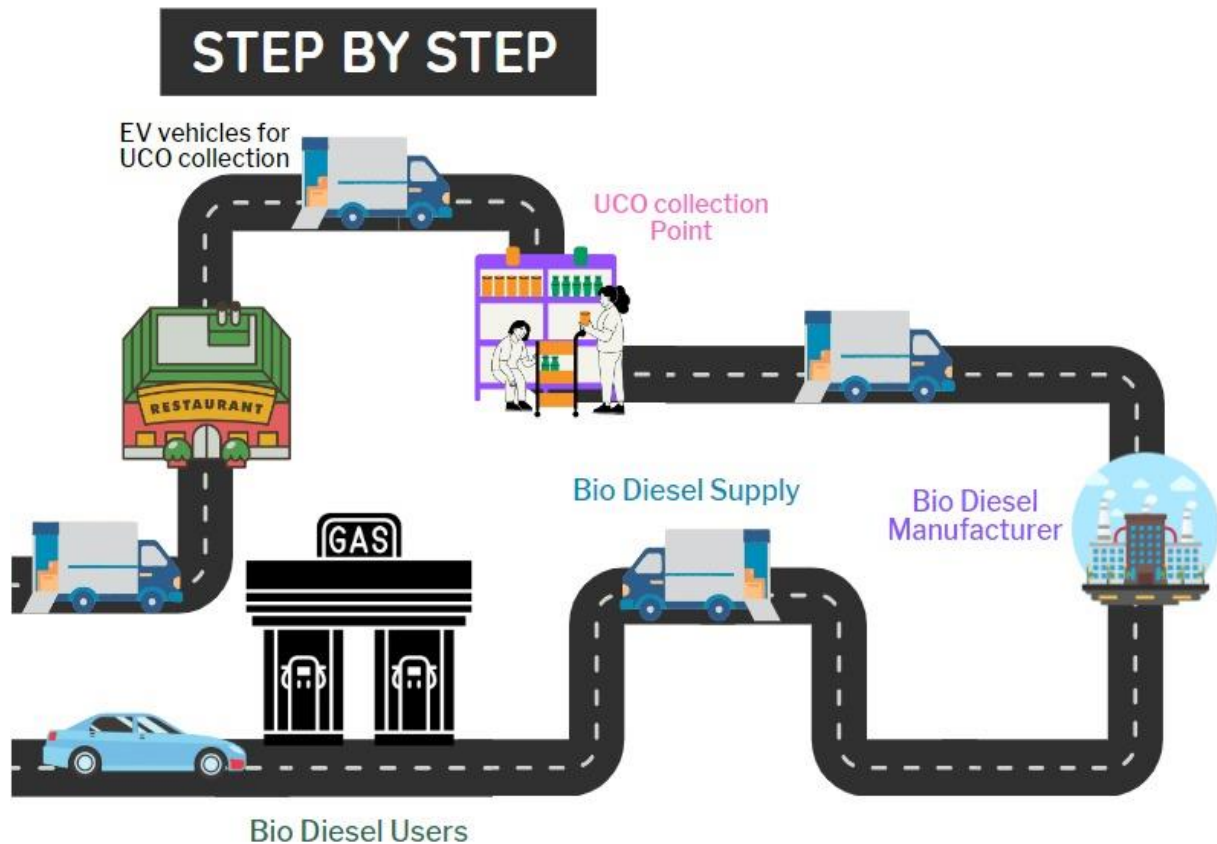 STEP BY STEP
EV vehicles for
UCO collection
UCO collection
Point
RESTAURANT
Bio Diesel Supply
Bio Diesel
Manufacturer
GAS
Bio Diesel Users